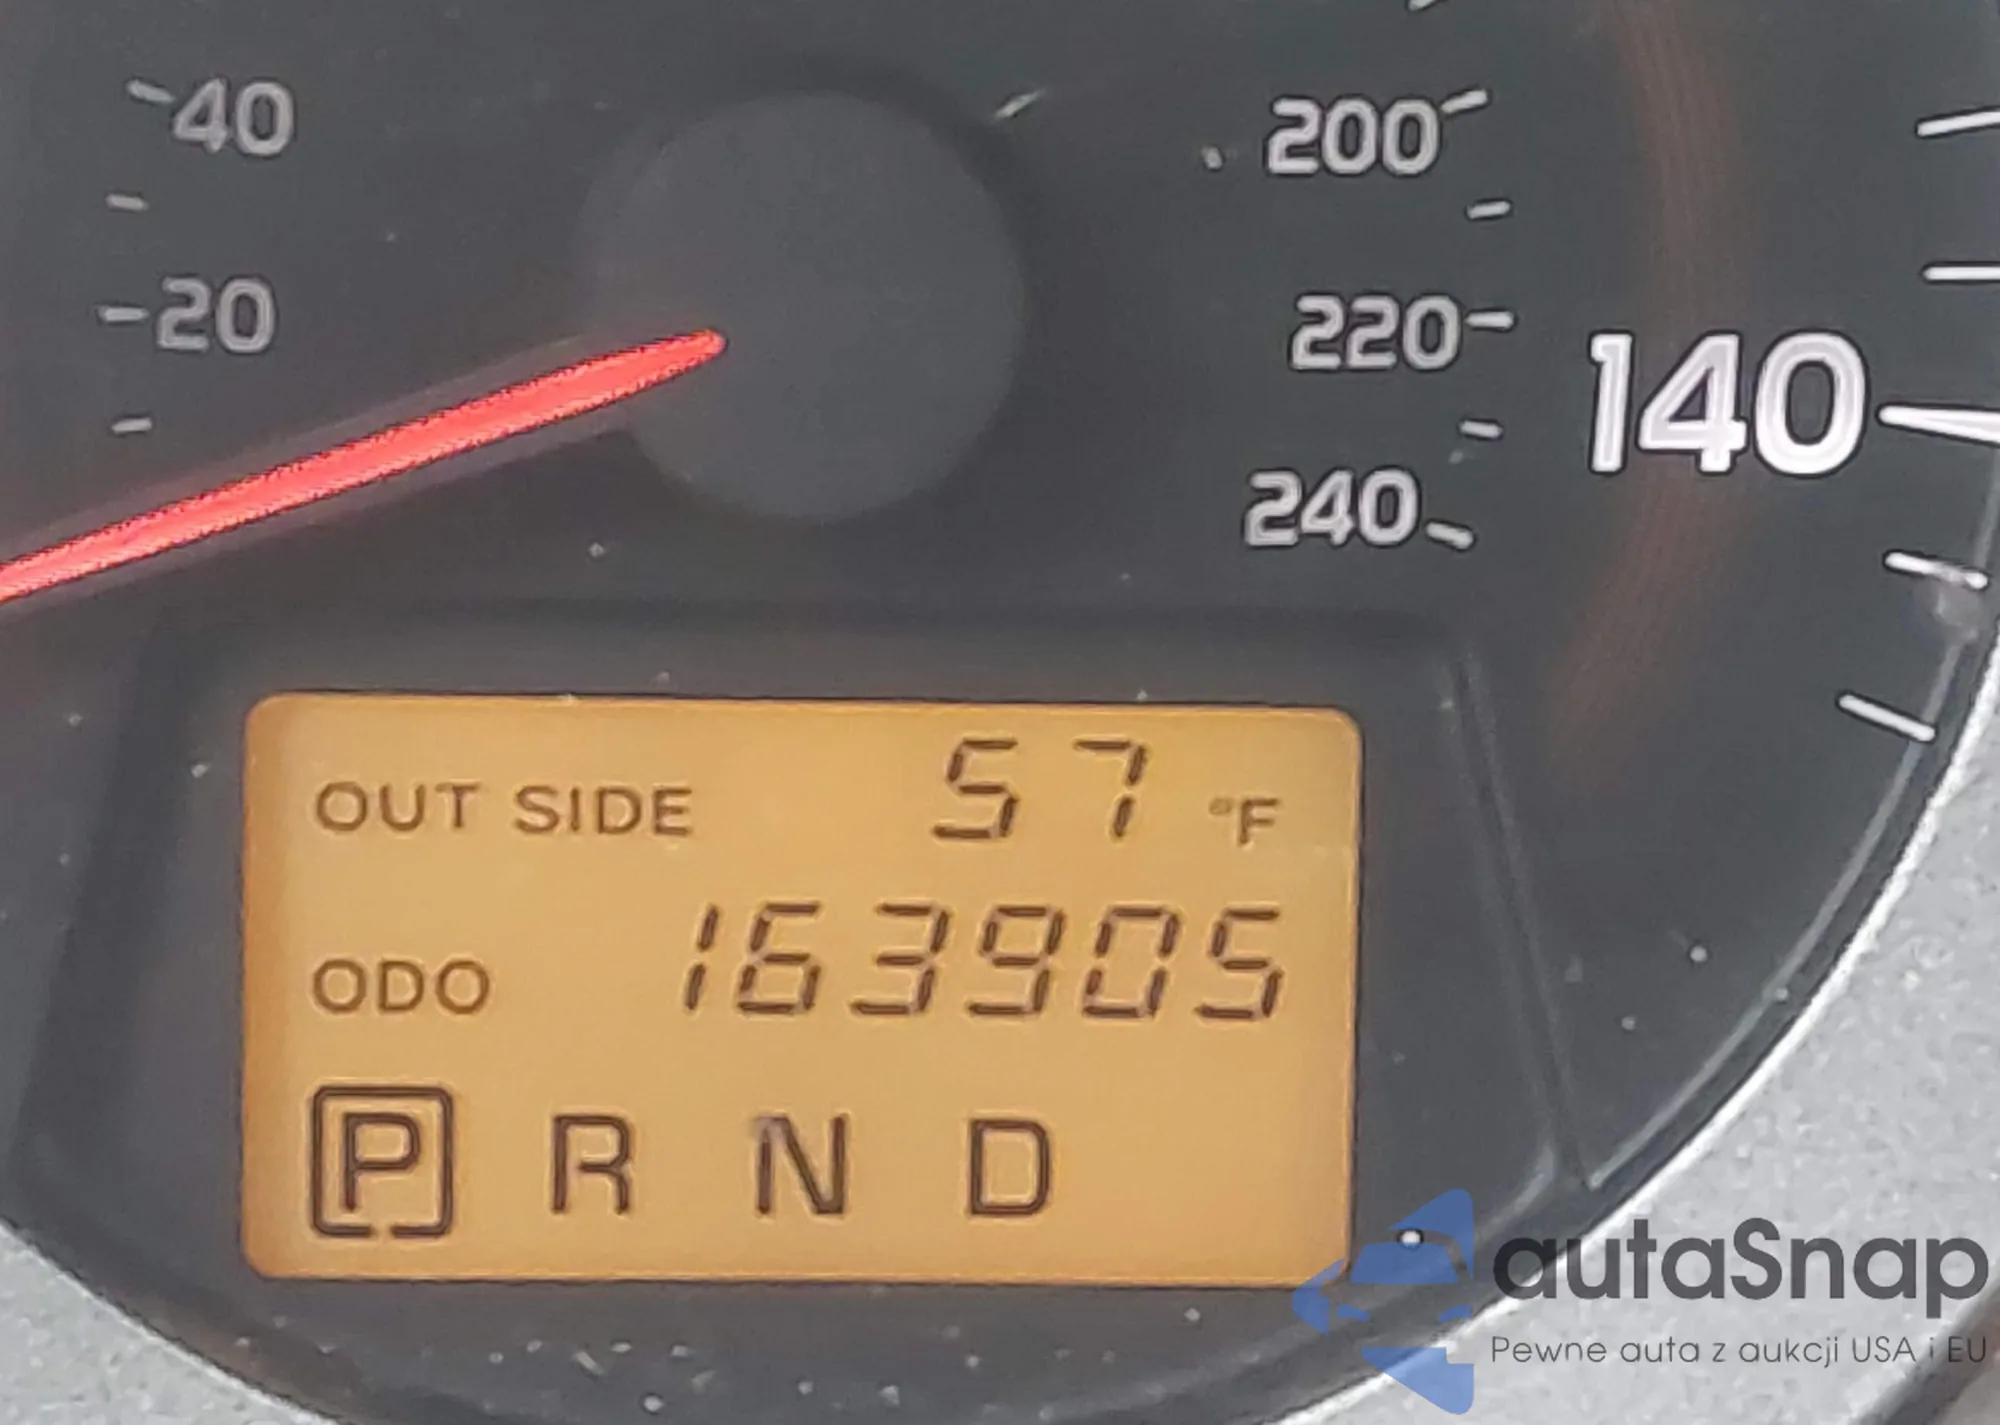 40
200
20
220
140
240
OUT SIDE 57 °F
ODO 163905
P R N D
autaSnap
Pewne auta z aukcji USA i EU